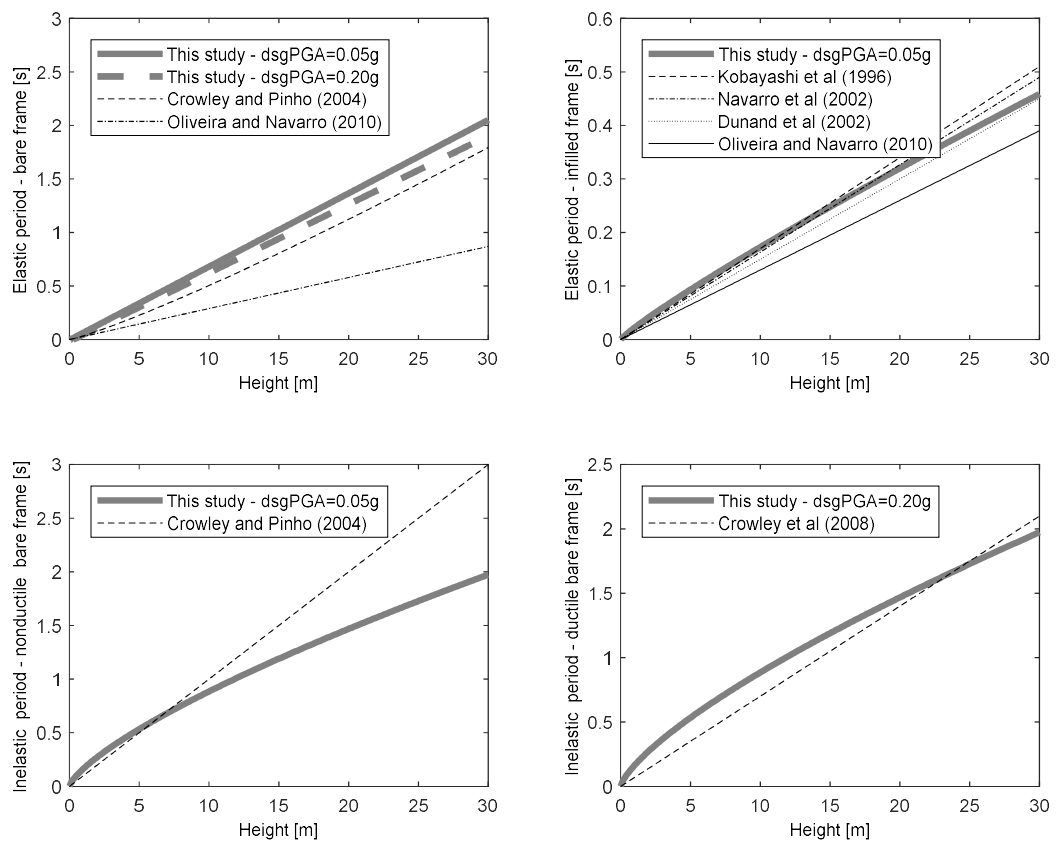 Elastic period - bare frame [s]
3
2.5
2
1.5
1
0.5
0
This study - dsgPGA=0.05g
This study - dsgPGA=0.20g
Crowley and Pinho (2004)
Oliveira and Navarro (2010)
0 5 10 15 20 25 30
Height [m]
Elastic period - infilled frame [s]
0.6
0.5
0.4
0.3
0.2
0.1
0
This study - dsgPGA=0.05g
Kobayashi et al (1996)
Navarro et al (2002)
Dunand et al (2002)
Oliveira and Navarro (2010)
0 5 10 15 20 25 30
Height [m]
Inelastic period - nonductile bare frame [s]
3
2.5
2
1.5
1
0.5
0
This study - dsgPGA=0.05g
Crowley and Pinho (2004)
0 5 10 15 20 25 30
Height [m]
Inelastic period - ductile bare frame [s]
2.5
2
1.5
1
0.5
0
This study - dsgPGA=0.20g
Crowley et al (2008)
0 5 10 15 20 25 30
Height [m]